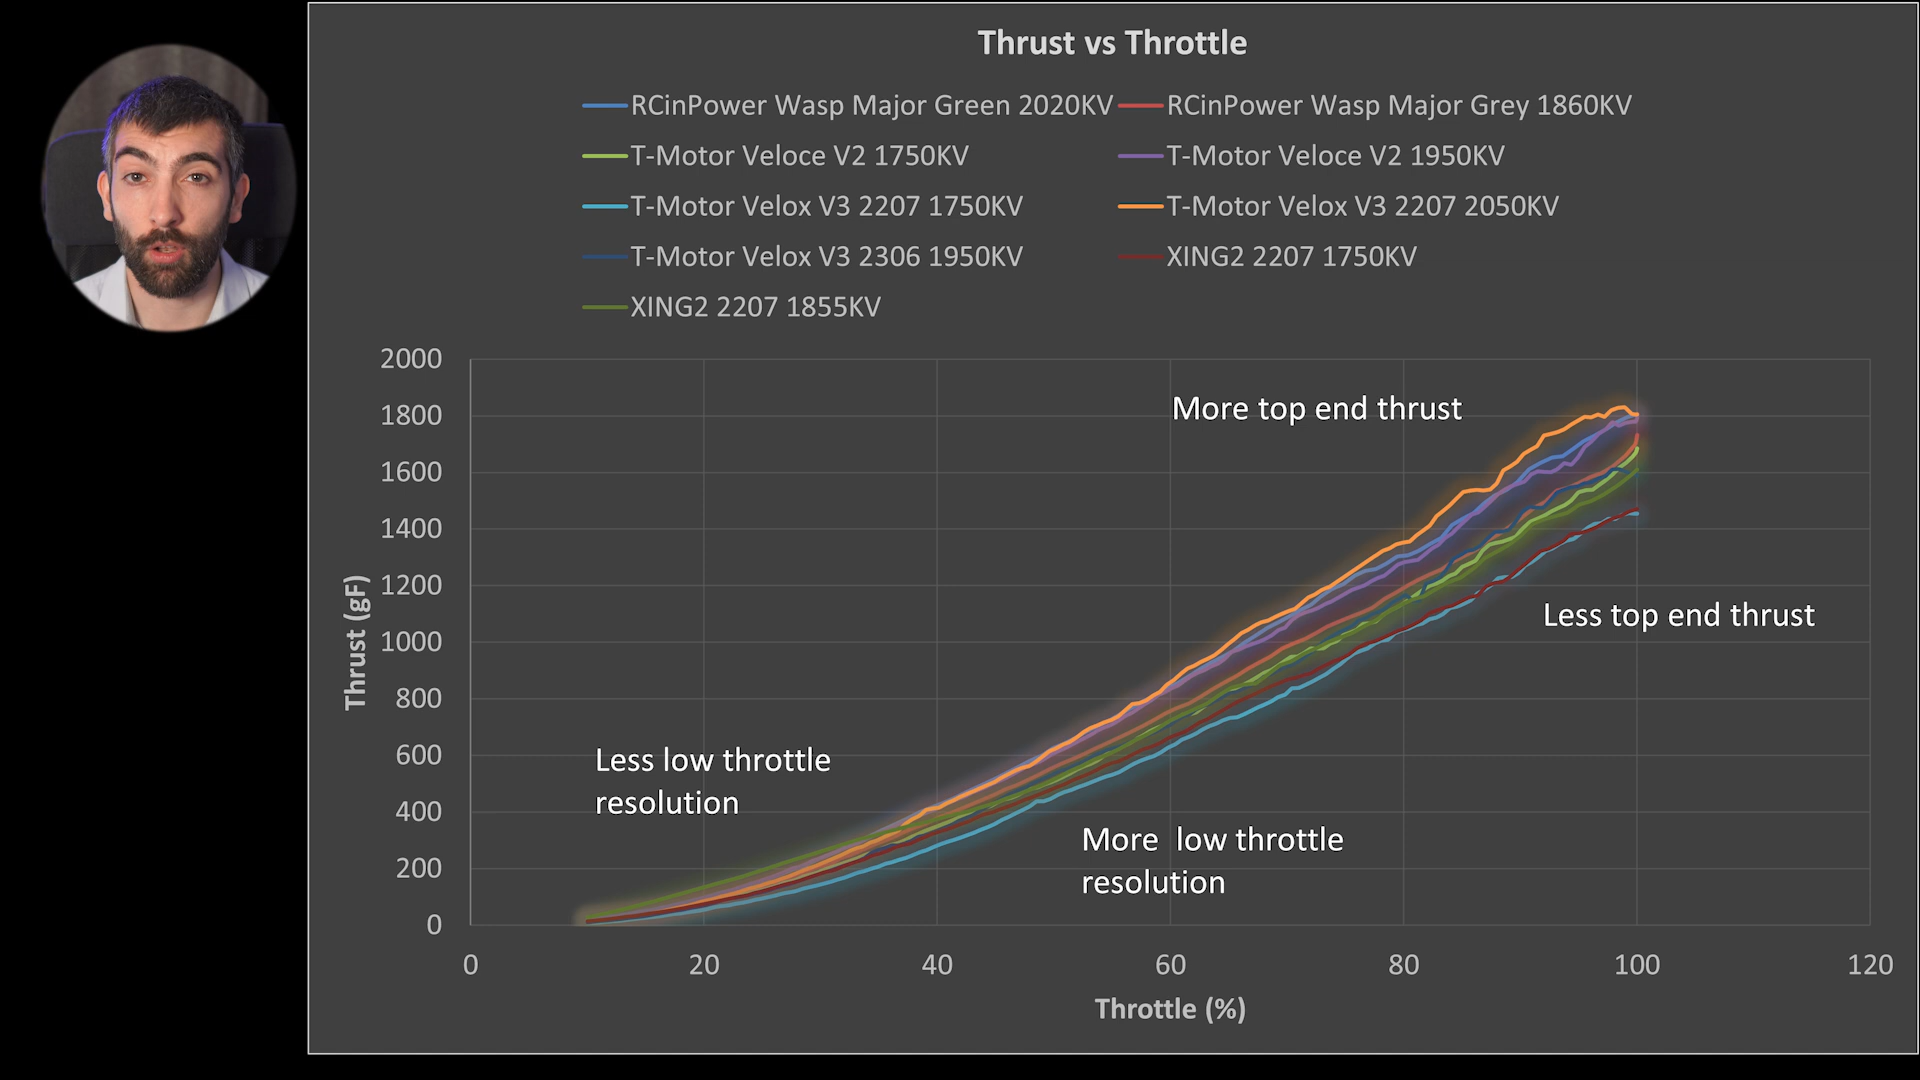 Thrust vs Throttle
RCinPower Wasp Major Green 2020KV
RCinPower Wasp Major Grey 1860KV
T-Motor Veloce V2 1750KV
T-Motor Veloce V2 1950KV
T-Motor Velox V3 2207 1750KV
T-Motor Velox V3 2207 2050KV
T-Motor Velox V3 2306 1950KV
XING2 2207 1750KV
XING2 2207 1855KV
2000
1800
1600
1400
1200
1000
800
600
400
200
0
Thrust (gF)
More top end thrust
Less top end thrust
Less low throttle
resolution
More  low throttle
resolution
0
20
40
60
80
100
120
Throttle (%)